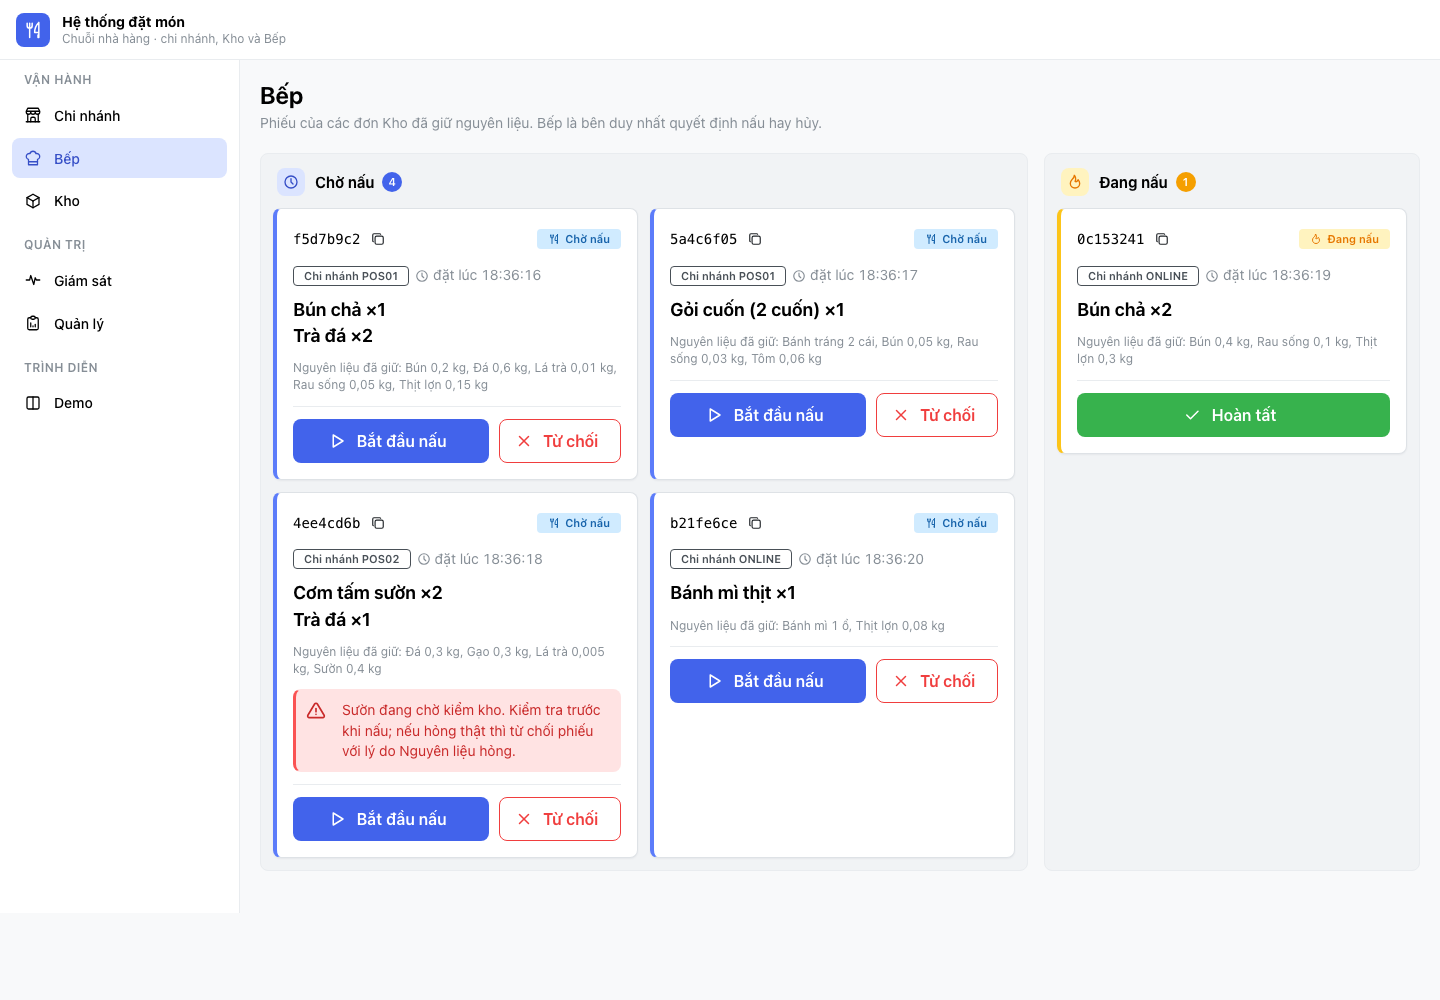 Hệ thống đặt món
Chuỗi nhà hàng · chi nhánh, Kho và Bếp
VẬN HÀNH
Chi nhánh
Bếp
Kho
QUẢN TRỊ
Giám sát
Quản lý
TRÌNH DIỄN
Demo
Bếp
Phiếu của các đơn Kho đã giữ nguyên liệu. Bếp là bên duy nhất quyết định nấu hay hủy.
Chờ nấu 4
f5d7b9c2 Chờ nấu
Chi nhánh POS01 đặt lúc 18:36:16
Bún chả ×1
Trà đá ×2
Nguyên liệu đã giữ: Bún 0,2 kg, Đá 0,6 kg, Lá trà 0,01 kg,
Rau sống 0,05 kg, Thịt lợn 0,15 kg
Bắt đầu nấu Từ chối
5a4c6f05 Chờ nấu
Chi nhánh POS01 đặt lúc 18:36:17
Gỏi cuốn (2 cuốn) ×1
Nguyên liệu đã giữ: Bánh tráng 2 cái, Bún 0,05 kg, Rau
sống 0,03 kg, Tôm 0,06 kg
Bắt đầu nấu Từ chối
4ee4cd6b Chờ nấu
Chi nhánh POS02 đặt lúc 18:36:18
Cơm tấm sườn ×2
Trà đá ×1
Nguyên liệu đã giữ: Đá 0,3 kg, Gạo 0,3 kg, Lá trà 0,005
kg, Sườn 0,4 kg
Sườn đang chờ kiểm kho. Kiểm tra trước
khi nấu; nếu hỏng thật thì từ chối phiếu
với lý do Nguyên liệu hỏng.
Bắt đầu nấu Từ chối
b21fe6ce Chờ nấu
Chi nhánh ONLINE đặt lúc 18:36:20
Bánh mì thịt ×1
Nguyên liệu đã giữ: Bánh mì 1 ổ, Thịt lợn 0,08 kg
Bắt đầu nấu Từ chối
Đang nấu 1
0c153241 Đang nấu
Chi nhánh ONLINE đặt lúc 18:36:19
Bún chả ×2
Nguyên liệu đã giữ: Bún 0,4 kg, Rau sống 0,1 kg, Thịt
lợn 0,3 kg
Hoàn tất